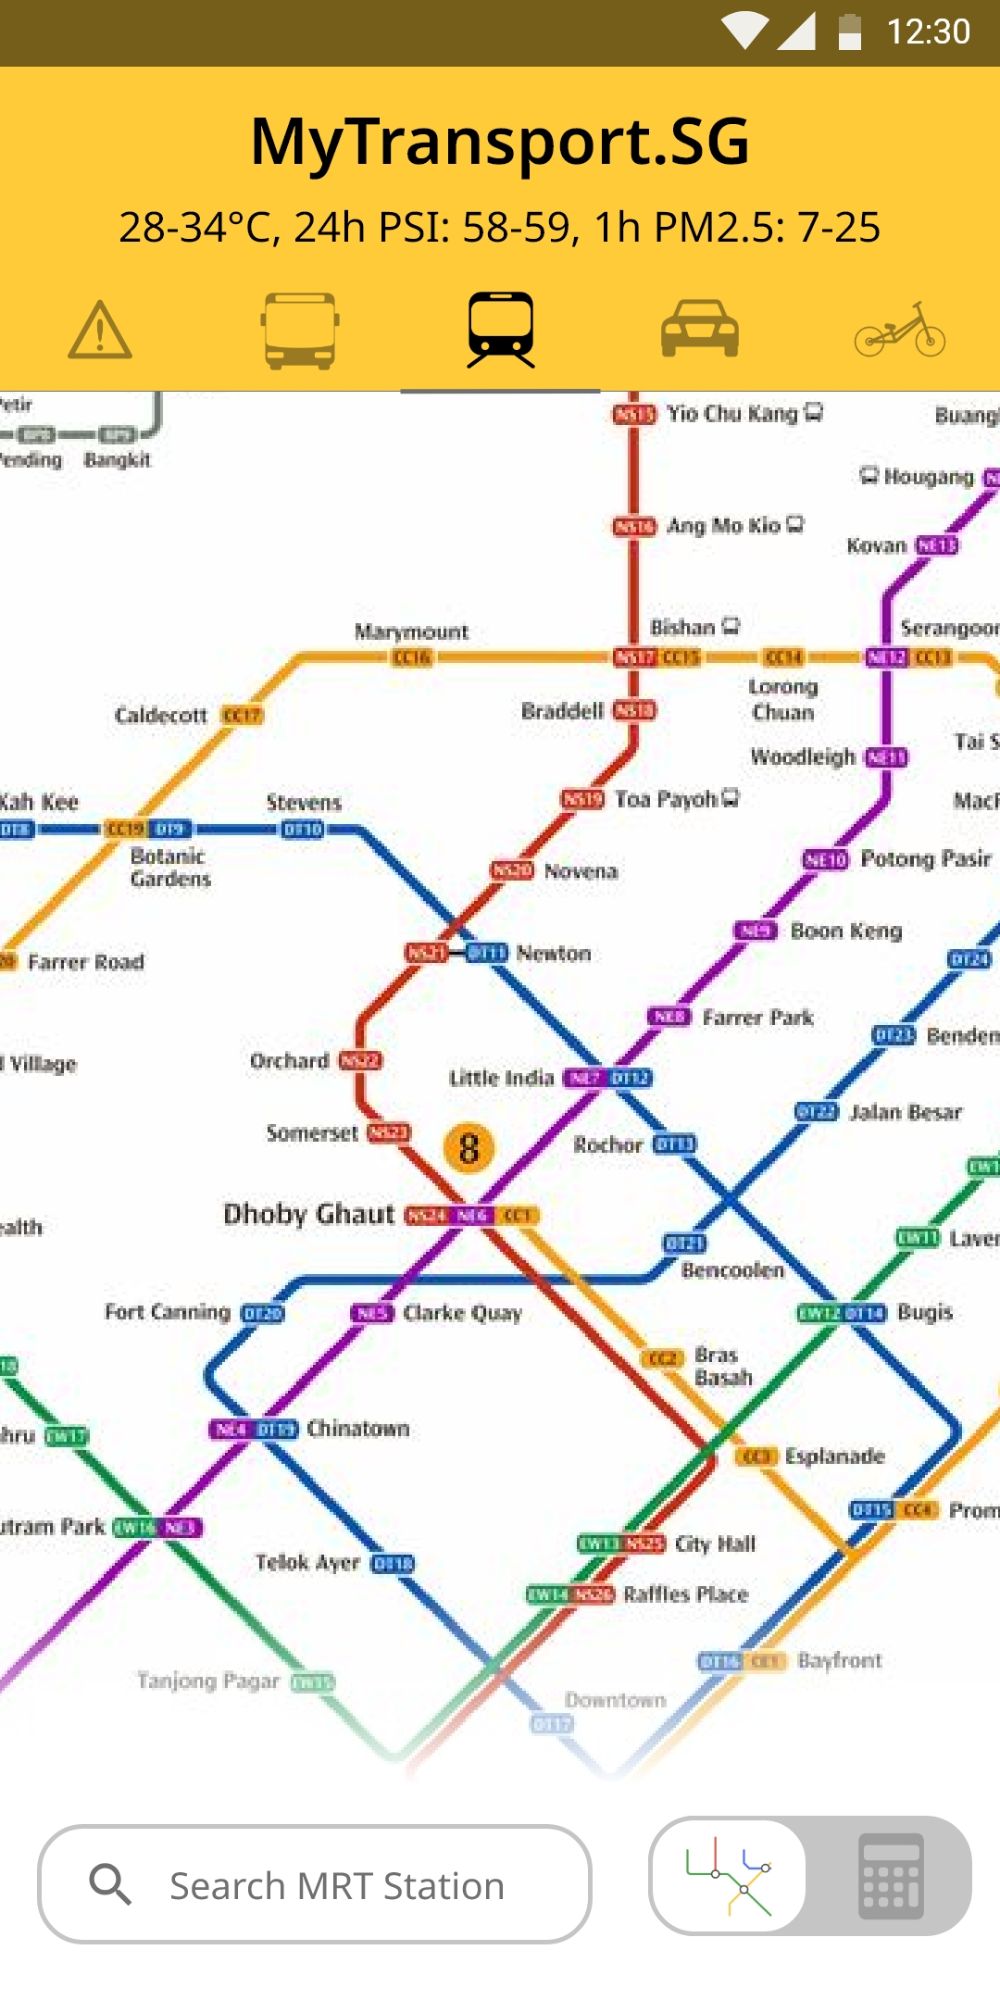 12:30
MyTransport.SG
28-34°C, 24h PSI: 58-59, 1h PM2.5: 7-25
Petir
NS15 Yio Chu Kang
Buang
Pending Bangkit
Hougang
NS16 Ang Mo Kio
Kovan NE13
Marymount
Bishan
Serangoon
CC16
NS17 CC15
CC14
NE12 CC13
Lorong
Chuan
Caldecott CC17
Braddell NS18
Woodleigh NE11
Tai S
Kah Kee
Stevens
NS19 Toa Payoh
MacP
DT8
CC19 DT9
DT10
Botanic
Gardens
NE10 Potong Pasir
NS20 Novena
NE9 Boon Keng
Farrer Road
NS21 DT11 Newton
DT24
NE8 Farrer Park
DT23 Benden
Village
Orchard NS22
Little India NE7 DT12
DT22 Jalan Besar
Somerset NS23
8
Rochor DT13
EW1
ealth
Dhoby Ghaut NS24 NE6 CC1
EW11 Laver
DT21
Bencoolen
Fort Canning DT20
NE5 Clarke Quay
EW12 DT14 Bugis
18
CC2 Bras
Basah
hru EW17
NE4 DT19 Chinatown
CC3 Esplanade
DT15 CC4 Prom
utram Park EW16 NE3
Telok Ayer DT18
EW13 NS25 City Hall
EW14 NS26 Raffles Place
DT16 CE1 Bayfront
Tanjong Pagar EW15
Downtown
DT17
Search MRT Station